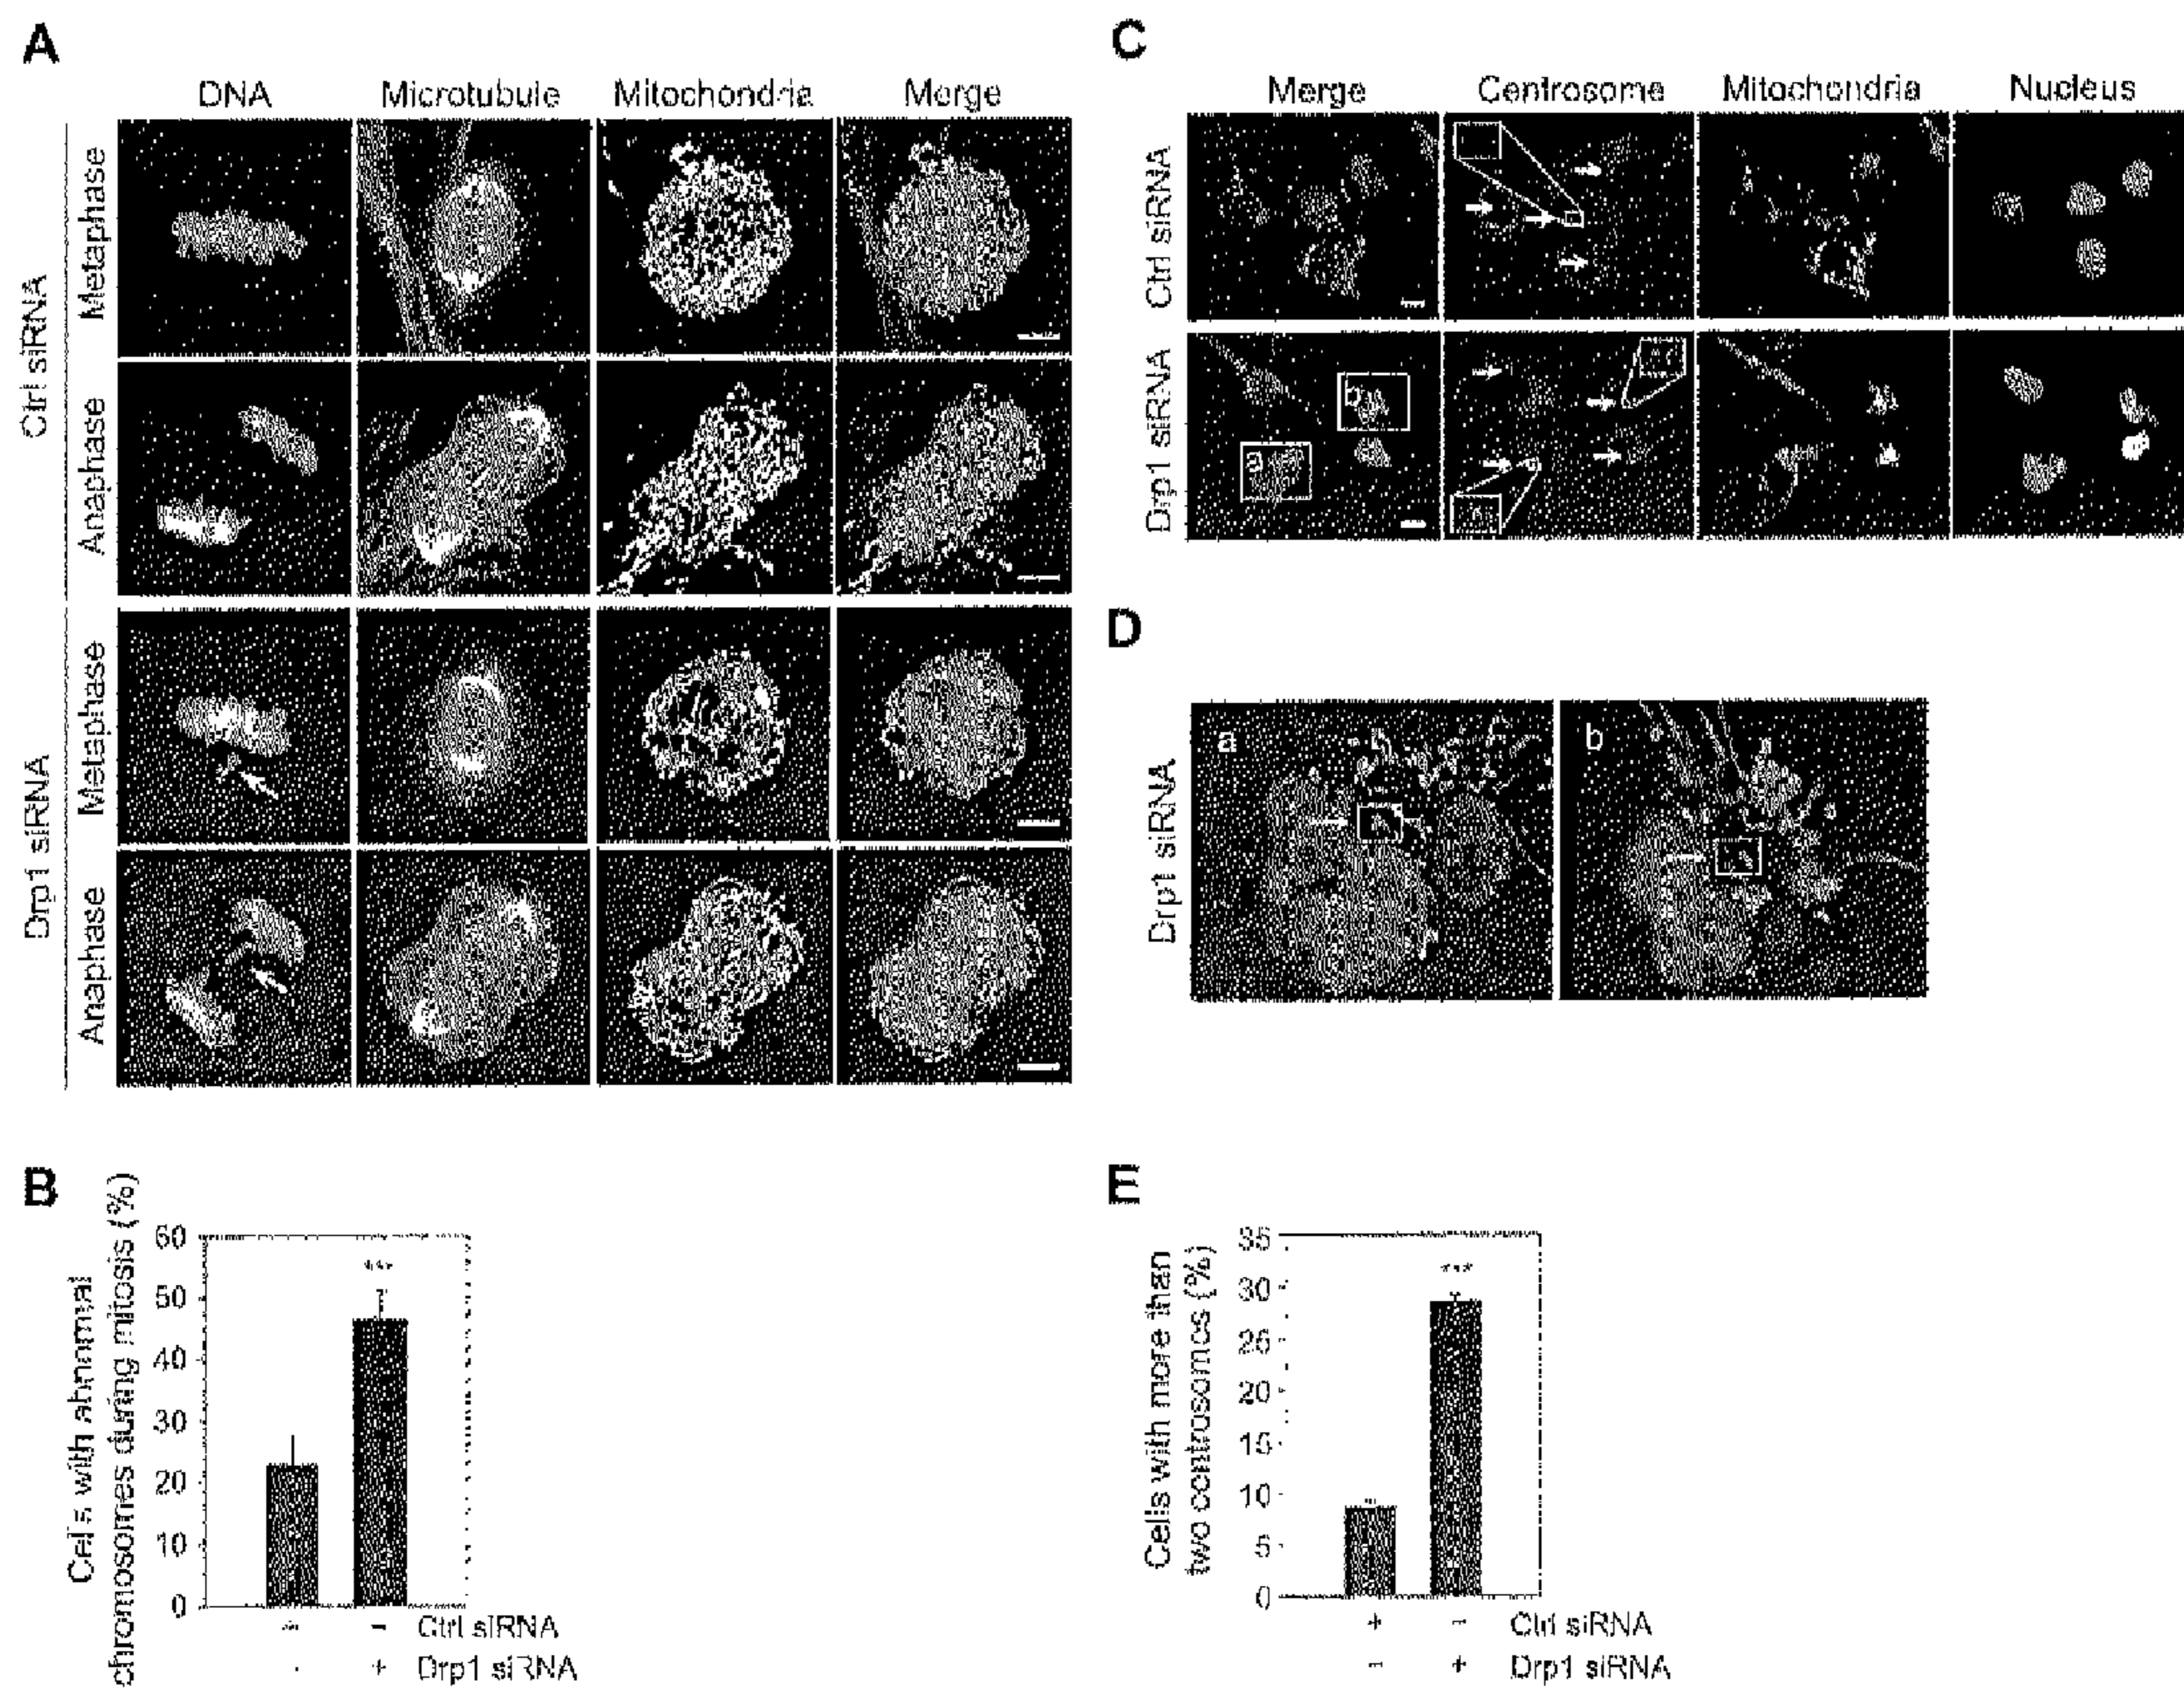 A
DNA Microtubule Mitochondria Merge
Ctrl siRNA
Metaphase
Anaphase
Drp1 siRNA
Metaphase
Anaphase
B
Cells with abnormal
chromosomes during mitosis (%)
60
50
40
30
20
10
0
***
+ - Ctrl siRNA
- + Drp1 siRNA
C
Merge Centrosome Mitochondria Nucleus
Ctrl siRNA
Drp1 siRNA
a
b
D
Drp1 siRNA
a
b
E
Cells with more than
two centrosomes (%)
35
30
25
20
15
10
5
0
***
+ - Ctrl siRNA
- + Drp1 siRNA